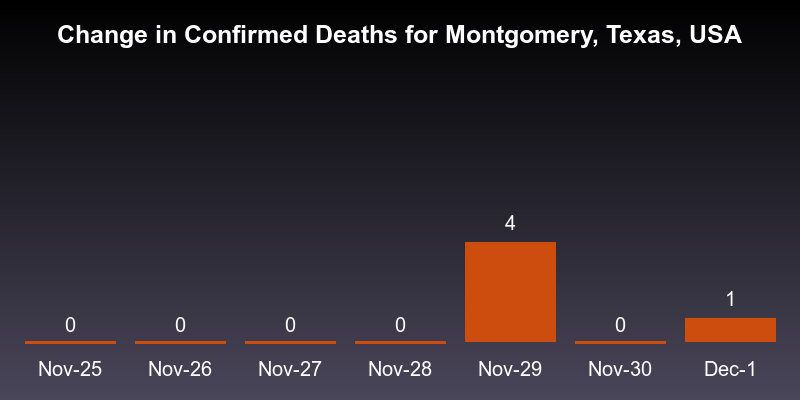 Change in Confirmed Deaths for Montgomery, Texas, USA
4
1
0 0 0 0 0
Nov-25 Nov-26 Nov-27 Nov-28 Nov-29 Nov-30 Dec-1